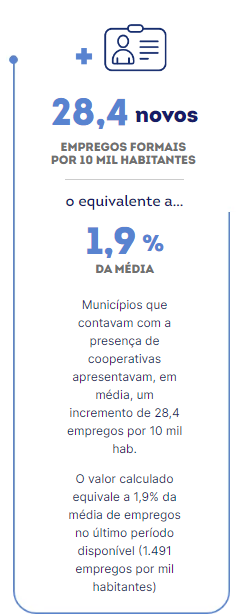 +
28,4 novos
EMPREGOS FORMAIS
POR 10 MIL HABITANTES
o equivalente a...
1,9 %
DA MÉDIA
Municípios que
contavam com a
presença de
cooperativas
apresentavam, em
média, um
incremento de 28,4
empregos por 10 mil
hab.
O valor calculado
equivale a 1,9% da
média de empregos
no último período
disponível (1.491
empregos por mil
habitantes)